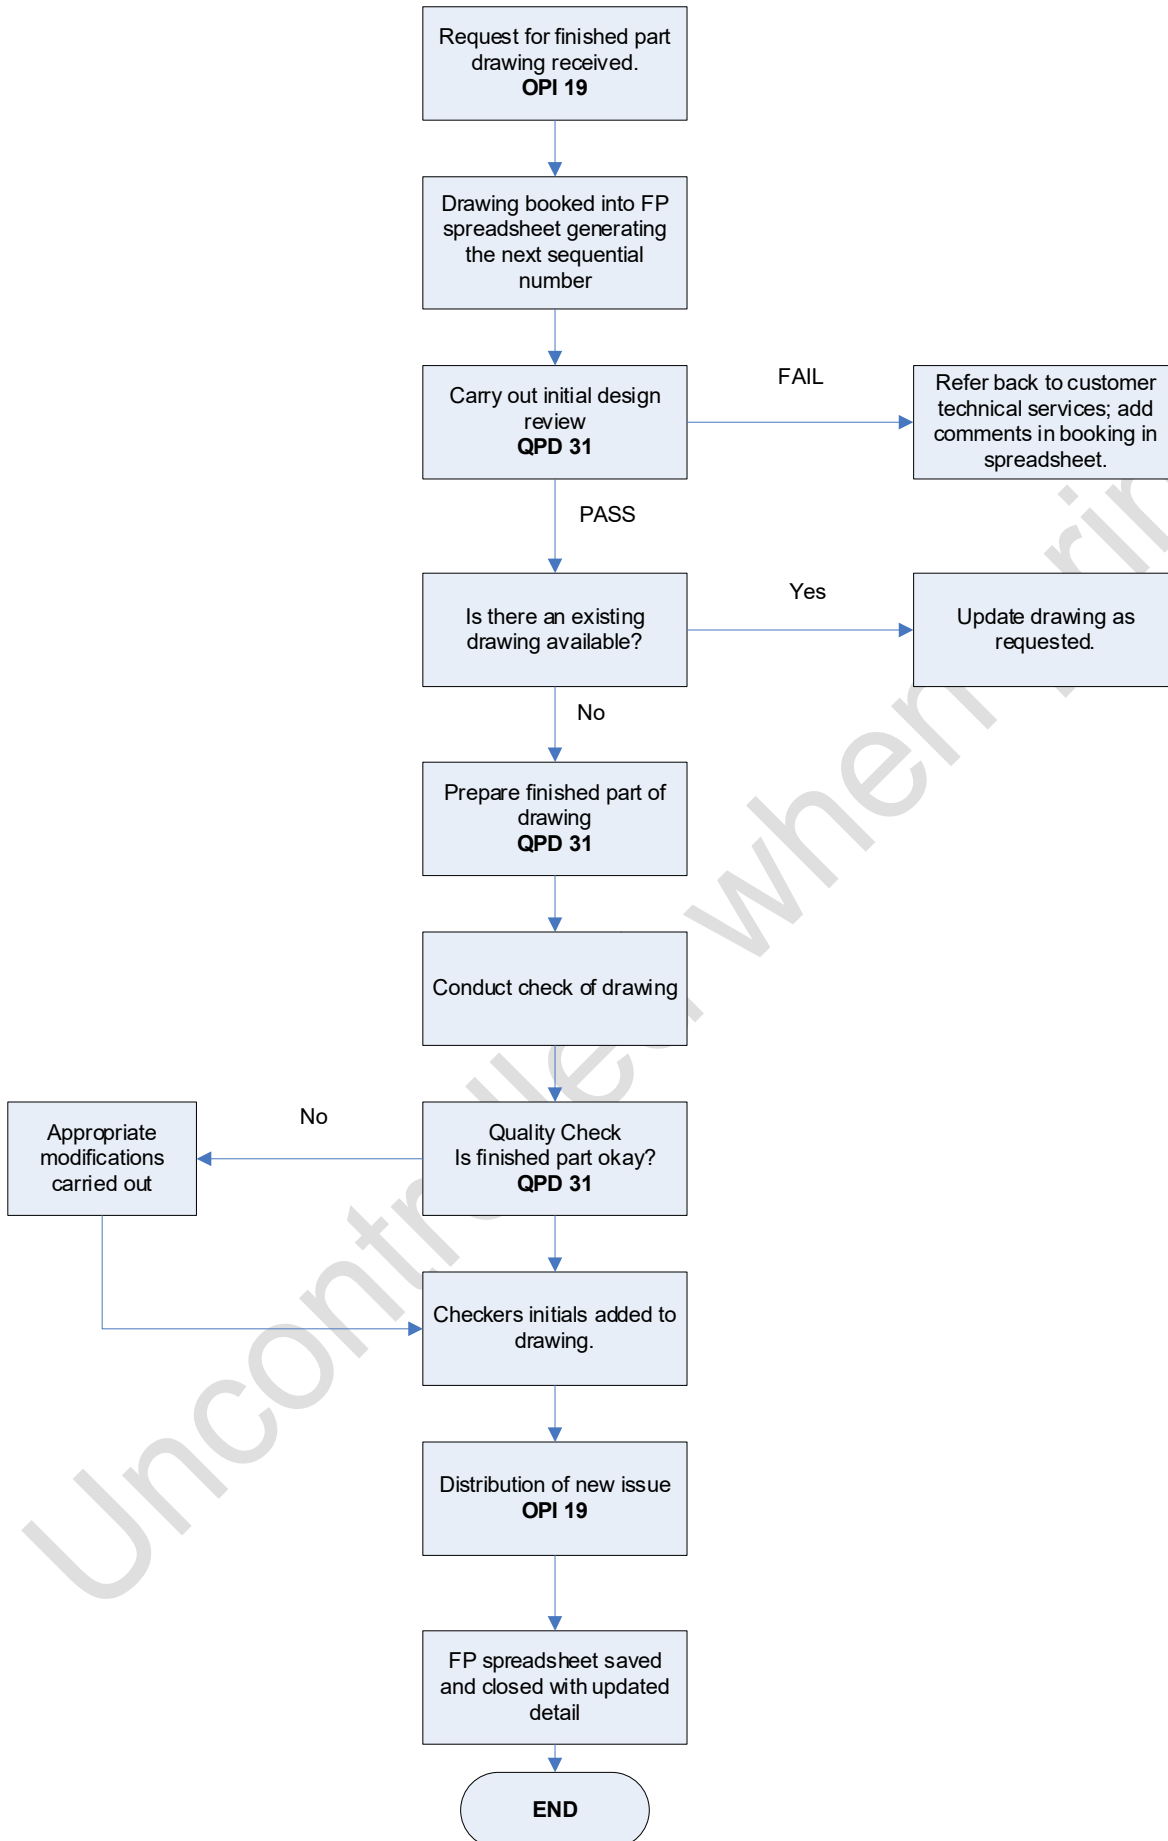 Request for finished part
drawing received.
OPI 19
Drawing booked into FP
spreadsheet generating
the next sequential
number
Carry out initial design
review
QPD 31
FAIL
Refer back to customer
technical services; add
comments in booking in
spreadsheet.
PASS
Is there an existing
drawing available?
Yes
Update drawing as
requested.
No
Prepare finished part of
drawing
QPD 31
Conduct check of drawing
Quality Check
Is finished part okay?
QPD 31
No
Appropriate
modifications
carried out
Checkers initials added to
drawing.
Distribution of new issue
OPI 19
FP spreadsheet saved
and closed with updated
detail
END
Uncontrolled when